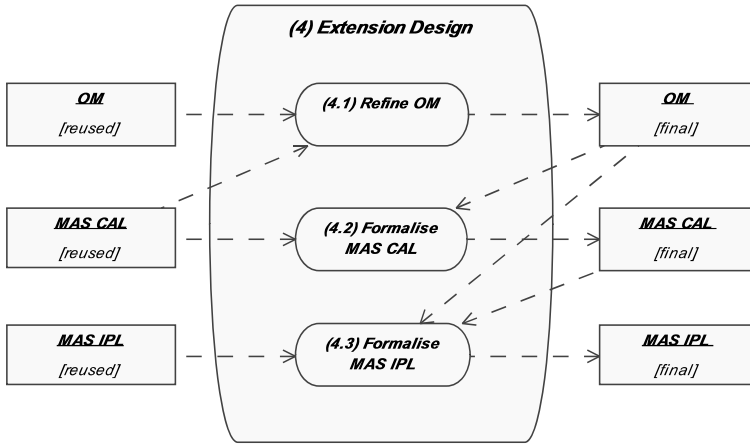 (4) Extension Design
OM
[reused]
(4.1) Refine OM
OM
[final]
MAS CAL
[reused]
(4.2) Formalise
MAS CAL
MAS CAL
[final]
MAS IPL
[reused]
(4.3) Formalise
MAS IPL
MAS IPL
[final]